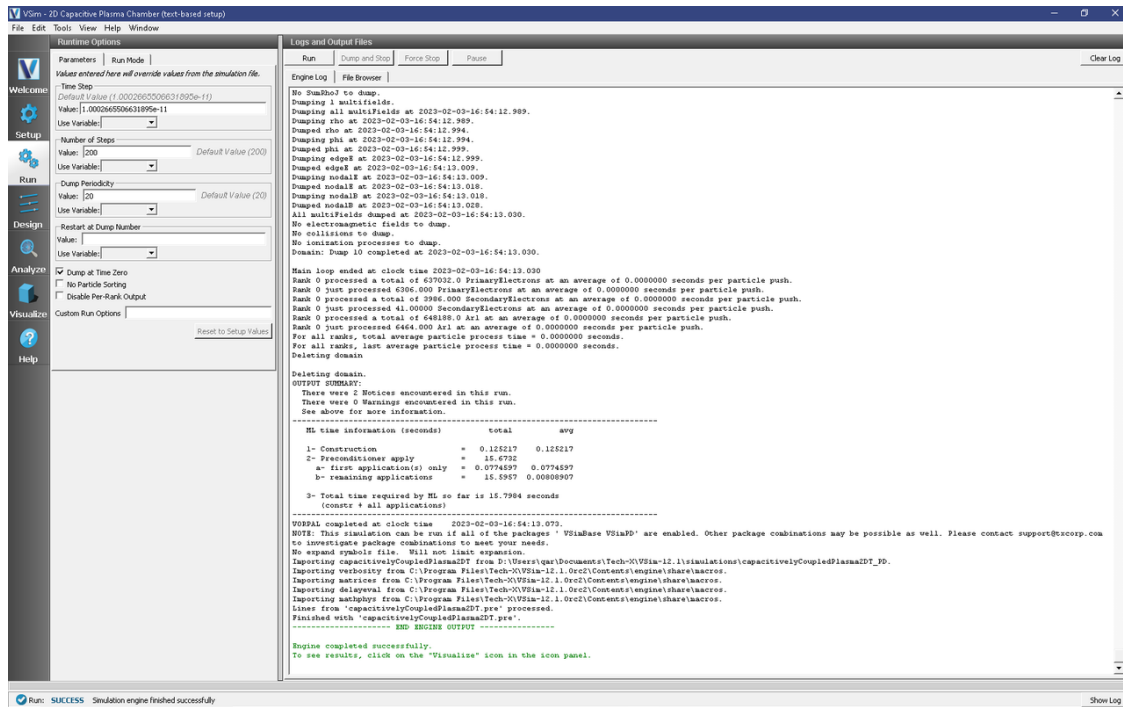 VSim - 2D Capacitive Plasma Chamber (text-based setup)
File Edit Tools View Help Window
Welcome
Setup
Run
Design
Analyze
Visualize
Help
Runtime Options
Parameters
Run Mode
Values entered here will override values from the simulation file.
Time Step
Default Value (1.0002665506631895e-11)
Value: 1.0002665506631895e-11
Use Variable:
Number of Steps
Value: 200 Default Value (200)
Use Variable:
Dump Periodicity
Value: 20 Default Value (20)
Use Variable:
Restart at Dump Number
Value:
Use Variable:
Dump at Time Zero
No Particle Sorting
Disable Per-Rank Output
Custom Run Options
Reset to Setup Values
Logs and Output Files
Run Dump and Stop Force Stop Pause Clear Log
Engine Log File Browser
No SumRhoJ to dump.
Dumping 1 multifields.
Dumping all multiFields at 2023-02-03-16:54:12.989.
Dumping rho at 2023-02-03-16:54:12.989.
Dumped rho at 2023-02-03-16:54:12.994.
Dumping phi at 2023-02-03-16:54:12.994.
Dumped phi at 2023-02-03-16:54:12.999.
Dumping edgeE at 2023-02-03-16:54:12.999.
Dumped edgeE at 2023-02-03-16:54:13.009.
Dumping nodalE at 2023-02-03-16:54:13.009.
Dumped nodalE at 2023-02-03-16:54:13.018.
Dumping nodalB at 2023-02-03-16:54:13.018.
Dumped nodalB at 2023-02-03-16:54:13.028.
All multiFields dumped at 2023-02-03-16:54:13.030.
No electromagnetic fields to dump.
No collisions to dump.
No ionization processes to dump.
Domain: Dump 10 completed at 2023-02-03-16:54:13.030.
Main loop ended at clock time 2023-02-03-16:54:13.030
Rank 0 processed a total of 637032.0 PrimaryElectrons at an average of 0.0000000 seconds per particle push.
Rank 0 just processed 6306.000 PrimaryElectrons at an average of 0.0000000 seconds per particle push.
Rank 0 processed a total of 3986.000 SecondaryElectrons at an average of 0.0000000 seconds per particle push.
Rank 0 just processed 41.00000 SecondaryElectrons at an average of 0.0000000 seconds per particle push.
Rank 0 processed a total of 648188.0 Ar1 at an average of 0.0000000 seconds per particle push.
Rank 0 just processed 6464.000 Ar1 at an average of 0.0000000 seconds per particle push.
For all ranks, total average particle process time = 0.0000000 seconds.
For all ranks, last average particle process time = 0.0000000 seconds.
Deleting domain
Deleting domain.
OUTPUT SUMMARY:
There were 2 Notices encountered in this run.
There were 0 Warnings encountered in this run.
See above for more information.
ML time information (seconds) total avg
1- Construction = 0.125217 0.125217
2- Preconditioner apply = 15.6732
a- first application(s) only = 0.0774597 0.0774597
b- remaining applications = 15.5957 0.00808907
3- Total time required by ML so far is 15.7984 seconds
(constr + all applications)
VORPAL completed at clock time 2023-02-03-16:54:13.073.
NOTE: This simulation can be run if all of the packages ' VSimBase VSimPD' are enabled. Other package combinations may be possible as well. Please contact support@txcorp.com
to investigate package combinations to meet your needs.
No expand symbols file. Will not limit expansion.
Importing capacitivelyCoupledPlasma2DT from D:\Users\qar\Documents\Tech-X\VSim-12.1\simulations\capacitivelyCoupledPlasma2DT_PD.
Importing verbosity from C:\Program Files\Tech-X\VSim-12.1.0rc2\Contents\engine\share\macros.
Importing matrices from C:\Program Files\Tech-X\VSim-12.1.0rc2\Contents\engine\share\macros.
Importing delayeval from C:\Program Files\Tech-X\VSim-12.1.0rc2\Contents\engine\share\macros.
Importing mathphys from C:\Program Files\Tech-X\VSim-12.1.0rc2\Contents\engine\share\macros.
Lines from 'capacitivelyCoupledPlasma2DT.pre' processed.
Finished with 'capacitivelyCoupledPlasma2DT.pre'.
-------------------- END ENGINE OUTPUT ----------------
Engine completed successfully.
To see results, click on the "Visualize" icon in the icon panel.
Run: SUCCESS Simulation engine finished successfully
Show Log